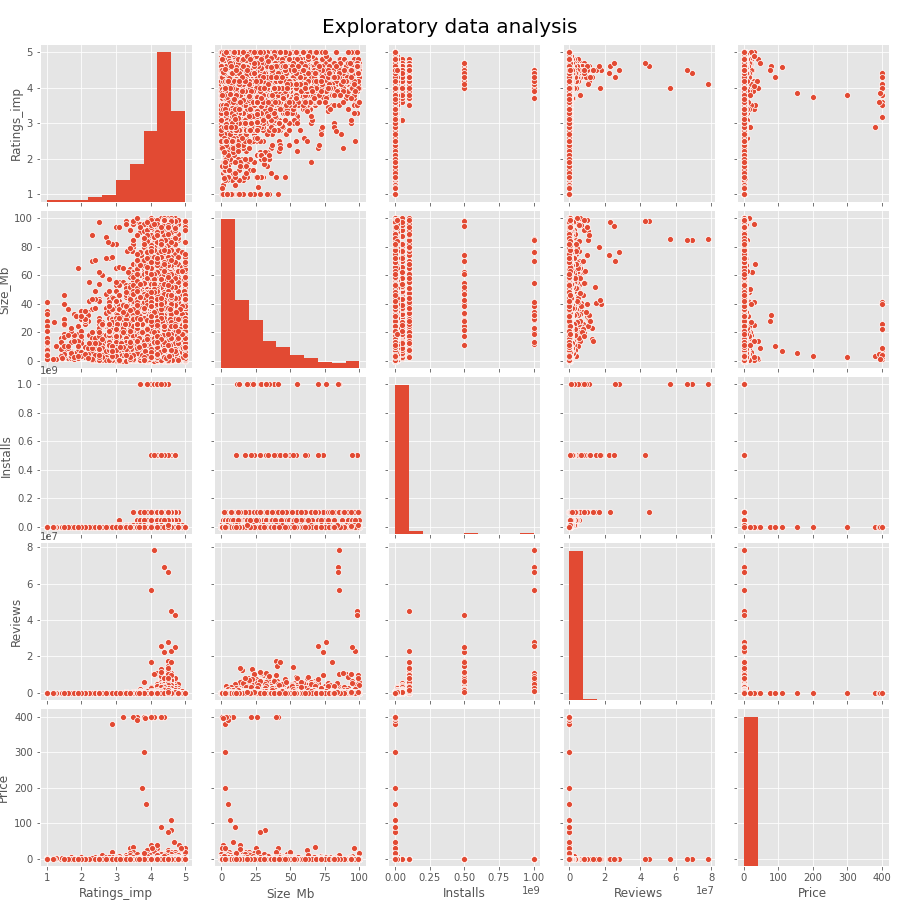 Exploratory data analysis
5
4
3
2
1
Ratings_imp
100
80
60
40
20
0
Size_Mb
1e9
1.0
0.8
0.6
0.4
0.2
0.0
Installs
1e7
8
6
4
2
0
Reviews
400
300
200
100
0
Price
1 2 3 4 5 0 25 50 75 100 0.00 0.25 0.50 0.75 1.00 0 2 4 6 8 0 100 200 300 400
1e9 1e7
Ratings_imp Size_Mb Installs Reviews Price